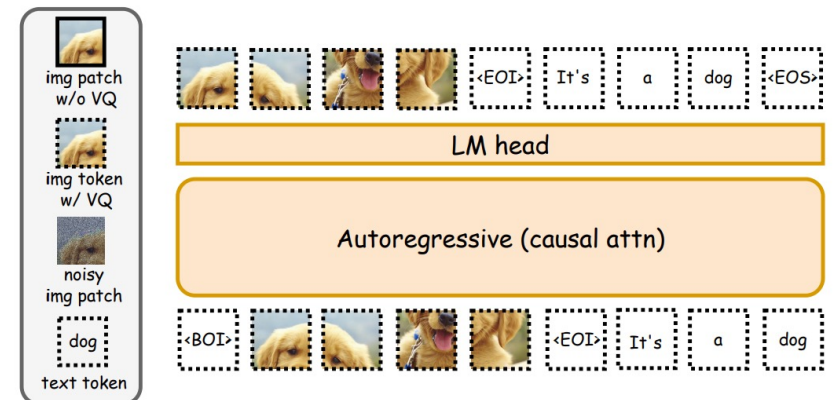 img patch
w/o VQ
img token
w/ VQ
noisy
img patch
dog
text token
<EOI> It's a dog <EOS>
LM head
Autoregressive (causal attn)
<BOI> <EOI> It's a dog